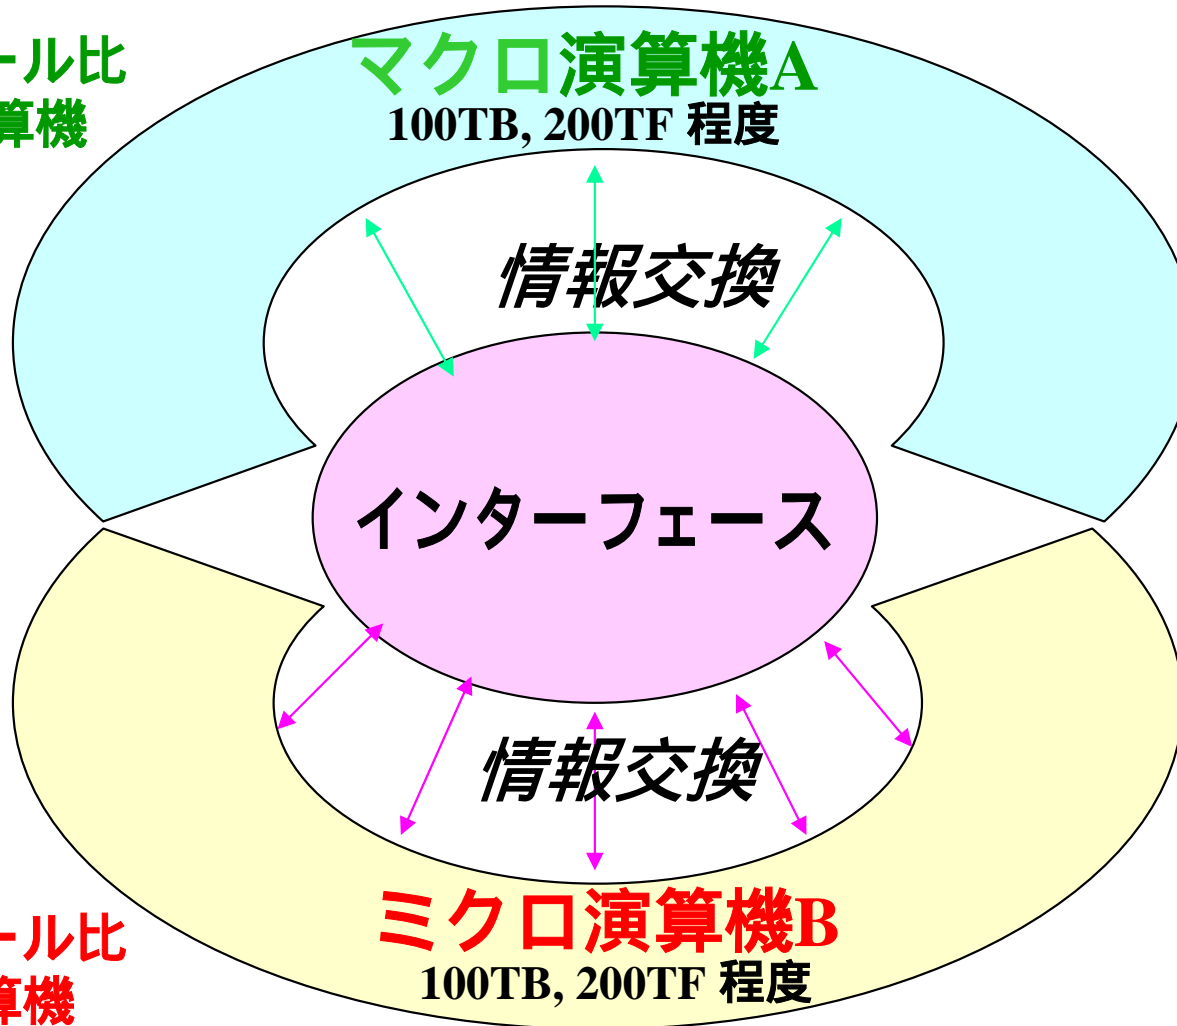 ール比
算機
マクロ演算機A
100TB, 200TF 程度
情報交換
インターフェース
情報交換
ミクロ演算機B
100TB, 200TF 程度
ール比
算機